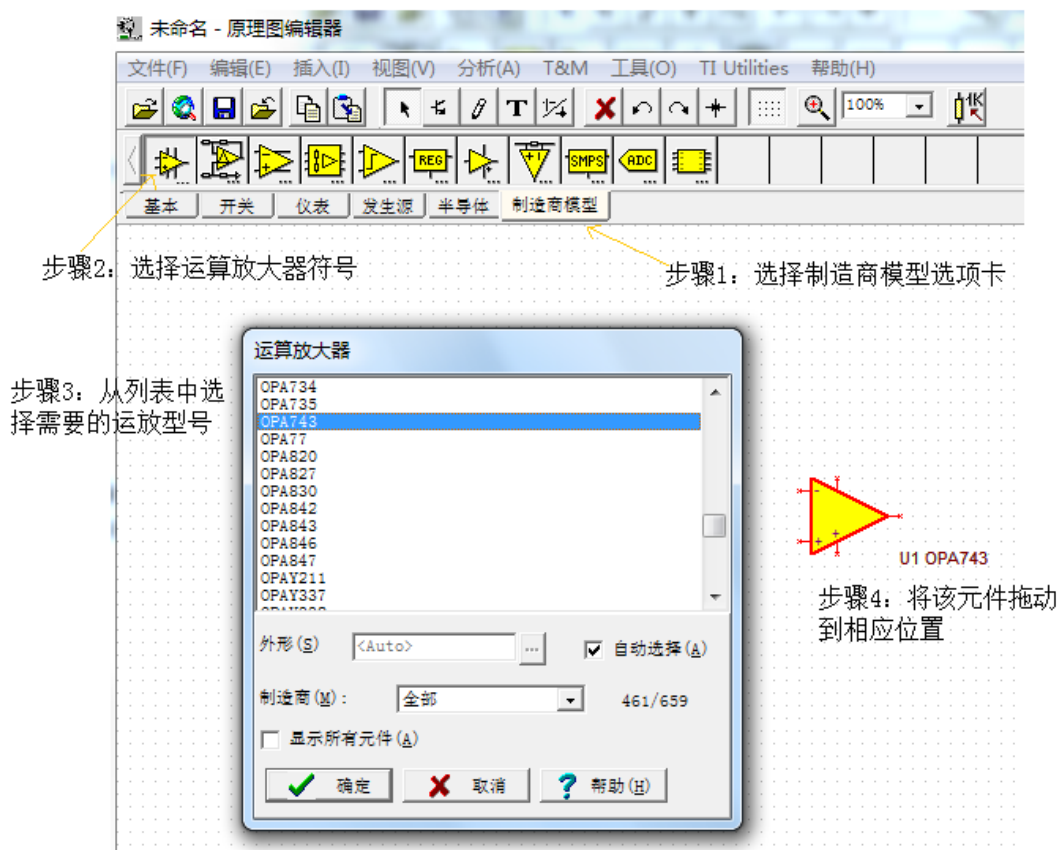 未命名 - 原理图编辑器
文件(F) 编辑(E) 插入(I) 视图(V) 分析(A) T&M 工具(O) TI Utilities 帮助(H)
T 100% 1K
REG SMPS ADC
基本 开关 仪表 发生源 半导体 制造商模型
步骤2：选择运算放大器符号
步骤1：选择制造商模型选项卡
运算放大器
步骤3：从列表中选
择需要的运放型号
OPA734
OPA735
OPA743
OPA77
OPA820
OPA827
OPA830
OPA842
OPA843
OPA846
OPA847
OPAY211
OPAY337
U1 OPA743
步骤4：将该元件拖动
到相应位置
外形(S) <Auto> ... 自动选择(A)
制造商(M): 全部 461/659
显示所有元件(A)
确定 取消 帮助(H)